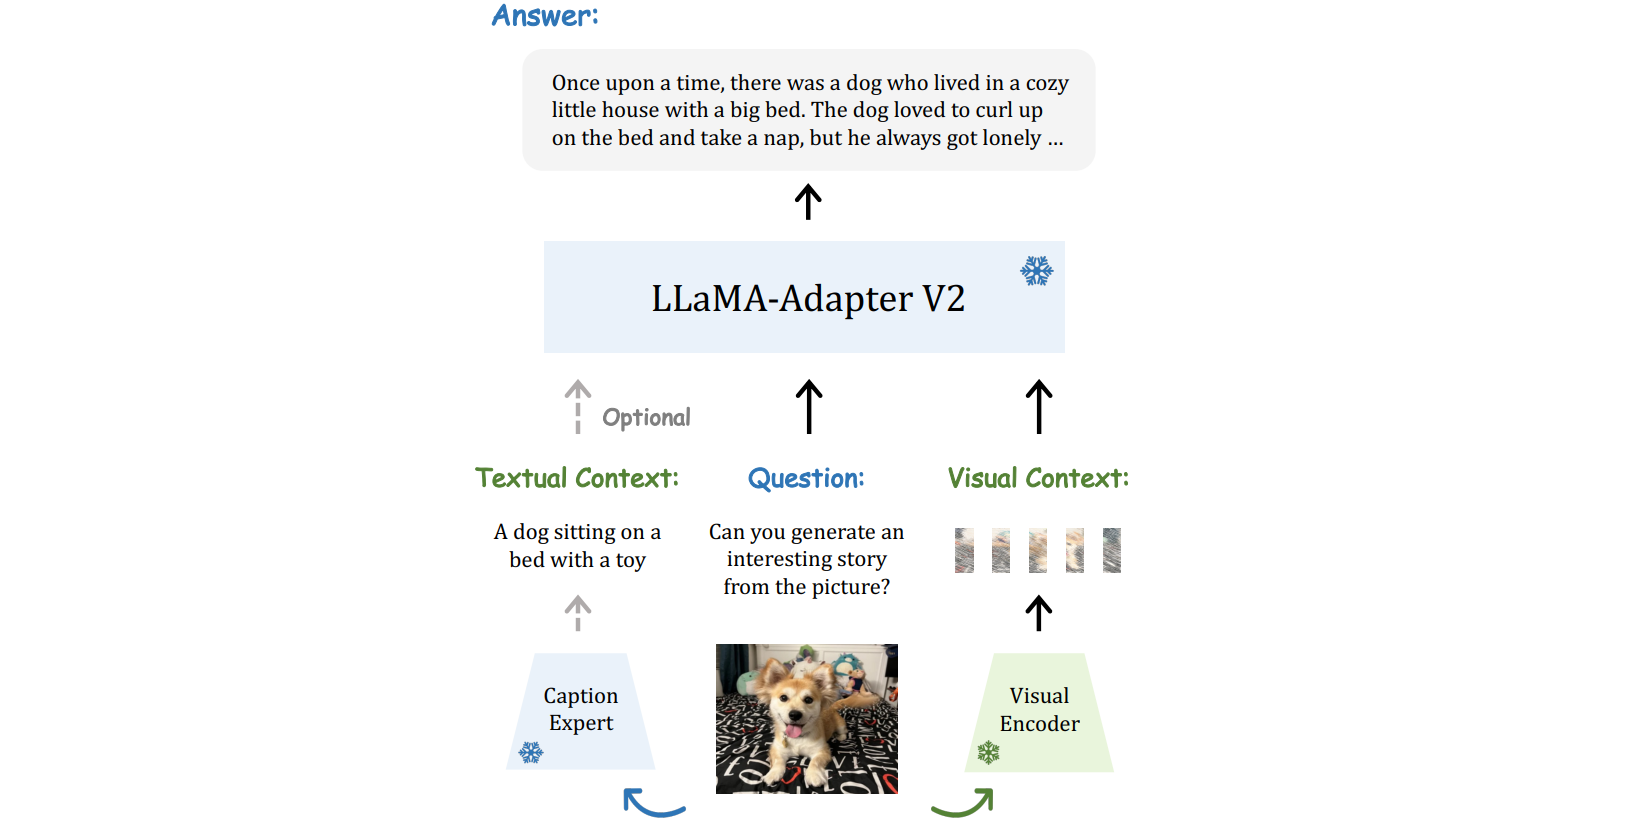 Answer:
Once upon a time, there was a dog who lived in a cozy
little house with a big bed. The dog loved to curl up
on the bed and take a nap, but he always got lonely ...
LLaMA-Adapter V2
Optional
Textual Context:
A dog sitting on a
bed with a toy
Question:
Can you generate an
interesting story
from the picture?
Visual Context:
Caption
Expert
Visual
Encoder